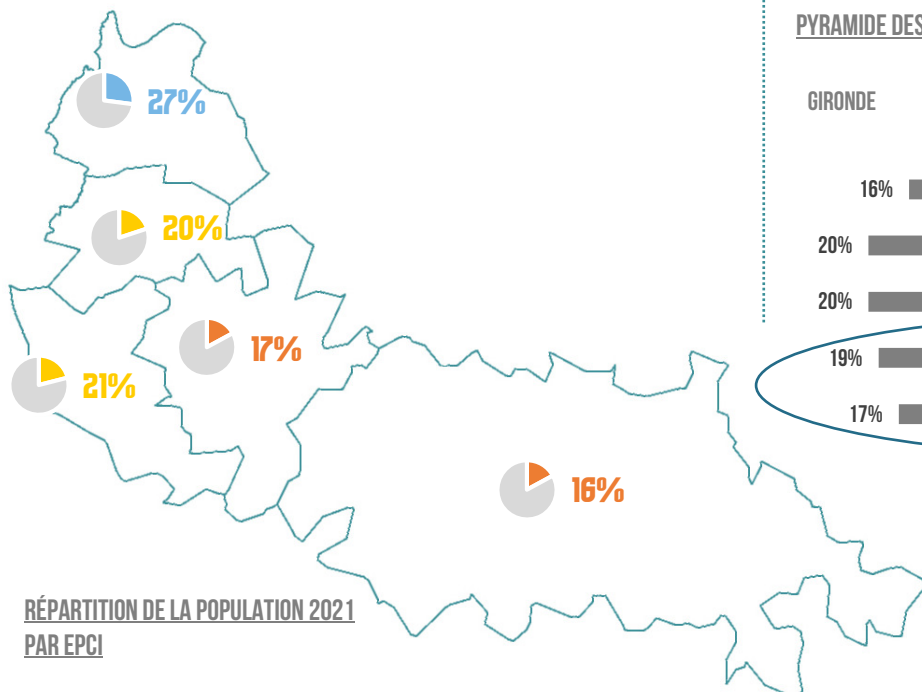 27%
20%
17%
21%
16%
RÉPARTITION DE LA POPULATION 2021
PAR EPCI
PYRAMIDE DES
GIRONDE
16%
20%
20%
19%
17%